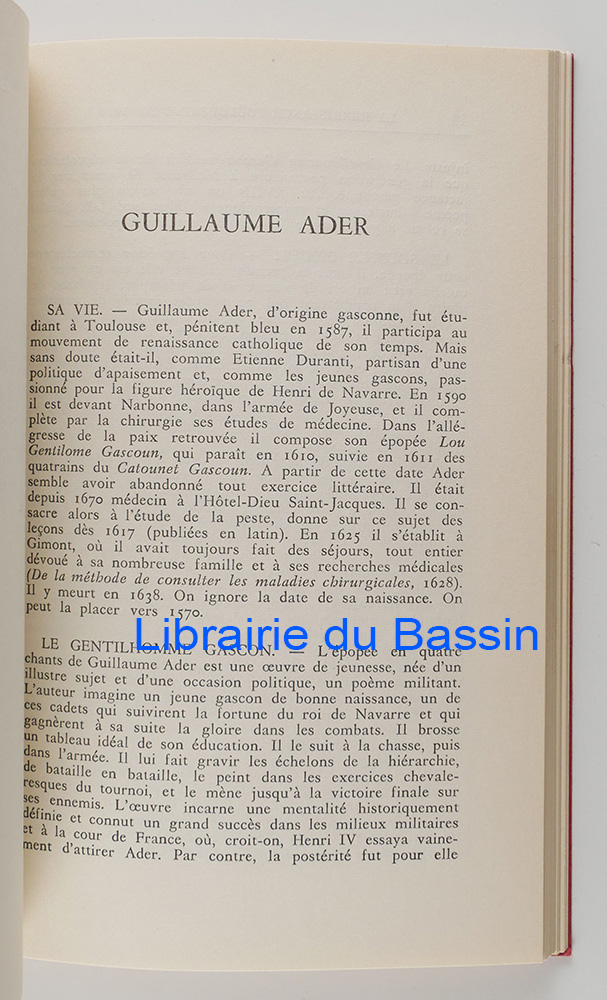 GUILLAUME ADER
SA VIE. — Guillaume Ader, d'origine gasconne, fut étu-
diant à Toulouse et, pénitent bleu en 1587, il participa au
mouvement de renaissance catholique de son temps. Mais
sans doute était-il, comme Etienne Duranti, partisan d'une
politique d'apaisement et, comme les jeunes gascons, pas-
sionné pour la figure héroïque de Henri de Navarre. En 1590
il est devant Narbonne, dans l'armée de Joyeuse, et il com-
plète par la chirurgie ses études de médecine. Dans l'allé-
gresse de la paix retrouvée il compose son épopée Lou
Gentilome Gascoun, qui paraît en 1610, suivie en 1611 des
quatrains du Catounet Gascoun. A partir de cette date Ader
semble avoir abandonné tout exercice littéraire. Il était
depuis 1670 médecin à l'Hôtel-Dieu Saint-Jacques. Il se con-
sacre alors à l'étude de la peste, donne sur ce sujet des
leçons dès 1617 (publiées en latin). En 1625 il s'établit à
Gimont, où il avait toujours fait des séjours, tout entier
dévoué à sa nombreuse famille et à ses recherches médicales
(De la méthode de consulter les maladies chirurgicales, 1628).
Il y meurt en 1638. On ignore la date de sa naissance. On
peut la placer vers 1570.
Librairie du Bassin
LE GENTILHOMME GASCON. — L'épopée en quatre
chants de Guillaume Ader est une œuvre de jeunesse, née d'un
illustre sujet et d'une occasion politique, un poème militant.
L'auteur imagine un jeune gascon de bonne naissance, un de
ces cadets qui suivirent la fortune du roi de Navarre et qui
gagnèrent à sa suite la gloire dans les combats. Il brosse
un tableau idéal de son éducation. Il le suit à la chasse, puis
dans l'armée. Il lui fait gravir les échelons de la hiérarchie,
de bataille en bataille, le peint dans les exercices chevale-
resques du tournoi, et le mène jusqu'à la victoire finale sur
ses ennemis. L'œuvre incarne une mentalité historiquement
définie et connut un grand succès dans les milieux militaires
et à la cour de France, où, croit-on, Henri IV essaya vaine-
ment d'attirer Ader. Par contre, la postérité fut pour elle